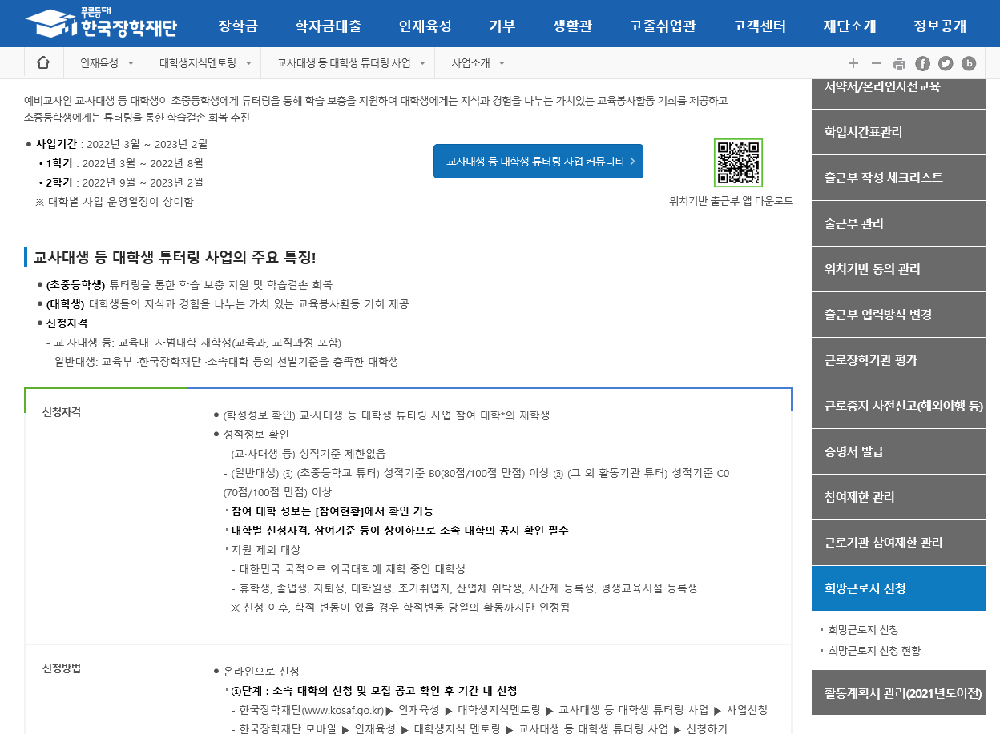 푸른등대
한국장학재단
장학금 학자금대출 인재육성 기부 생활관 고졸취업관 고객센터 재단소개 정보공개
인재육성 대학생지식멘토링 교사대생 등 대학생 튜터링 사업 사업소개
예비교사인 교·사대생 등 대학생이 초중등학생에게 튜터링을 통해 학습 보충을 지원하여 대학생에게는 지식과 경험을 나누는 가치있는 교육봉사활동 기회를 제공하고
초중등학생에게는 튜터링을 통한 학습결손 회복 추진
● 사업기간 : 2022년 3월 ~ 2023년 2월
• 1학기 : 2022년 3월 ~ 2022년 8월
• 2학기 : 2022년 9월 ~ 2023년 2월
※ 대학별 사업 운영일정이 상이함
교사대생 등 대학생 튜터링 사업 커뮤니티 >
위치기반 출근부 앱 다운로드
교사대생 등 대학생 튜터링 사업의 주요 특징!
● (초중등학생) 튜터링을 통한 학습 보충 지원 및 학습결손 회복
● (대학생) 대학생들의 지식과 경험을 나누는 가치 있는 교육봉사활동 기회 제공
● 신청자격
- 교·사대생 등: 교육대 ·사범대학 재학생(교육과, 교직과정 포함)
- 일반대생: 교육부 ·한국장학재단 ·소속대학 등의 선발기준을 충족한 대학생
신청자격
● (학정정보 확인) 교·사대생 등 대학생 튜터링 사업 참여 대학*의 재학생
● 성적정보 확인
- (교·사대생 등) 성적기준 제한없음
- (일반대생) ① (초중등학교 튜터) 성적기준 B0(80점/100점 만점) 이상 ② (그 외 활동기관 튜터) 성적기준 C0
(70점/100점 만점) 이상
· 참여 대학 정보는 [참여현황]에서 확인 가능
· 대학별 신청자격, 참여기준 등이 상이하므로 소속 대학의 공지 확인 필수
· 지원 제외 대상
- 대한민국 국적으로 외국대학에 재학 중인 대학생
- 휴학생, 졸업생, 자퇴생, 대학원생, 조기취업자, 산업체 위탁생, 시간제 등록생, 평생교육시설 등록생
※ 신청 이후, 학적 변동이 있을 경우 학적변동 당일의 활동까지만 인정됨
신청방법
● 온라인으로 신청
· ①단계 : 소속 대학의 신청 및 모집 공고 확인 후 기간 내 신청
- 한국장학재단(www.kosaf.go.kr)▶ 인재육성 ▶ 대학생지식멘토링 ▶ 교사대생 등 대학생 튜터링 사업 ▶ 사업신청
- 한국장학재단 모바일 ▶ 인재육성 ▶ 대학생지식 멘토링 ▶ 교사대생 등 대학생 튜터링 사업 ▶ 신청하기
서약서/온라인사전교육
학업시간표관리
출근부 작성 체크리스트
출근부 관리
위치기반 동의 관리
출근부 입력방식 변경
근로장학기관 평가
근로중지 사전신고(해외여행 등)
증명서 발급
참여제한 관리
근로기관 참여제한 관리
희망근로지 신청
· 희망근로지 신청
· 희망근로지 신청 현황
활동계획서 관리(2021년도이전)